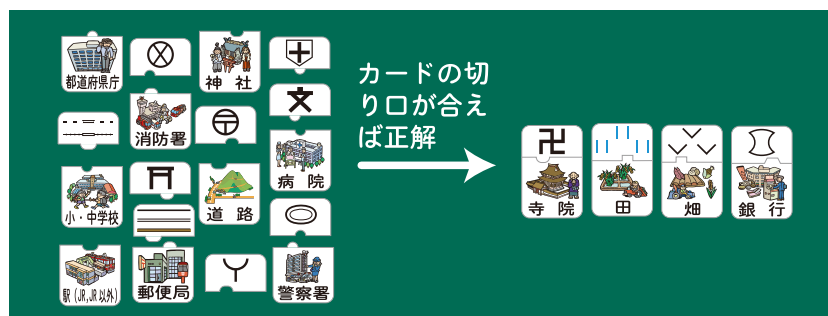 都道府県庁
神社
消防署
病院
小・中学校
道路
駅（JR,JR以外）
郵便局
警察署
カードの切
り口が合え
ば正解
寺院
田
畑
銀行